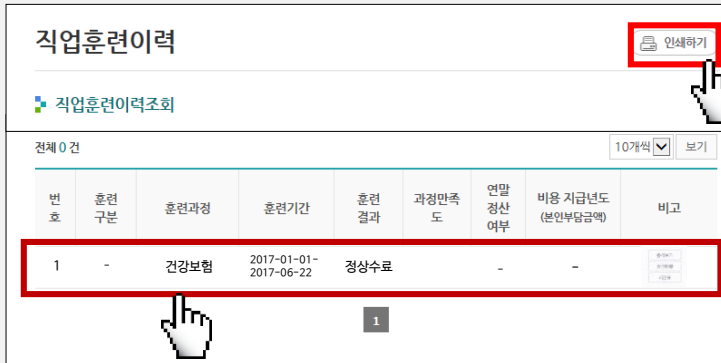 직업훈련이력
인쇄하기
직업훈련이력조회
전체 0 건
10개씩 보기
번호 훈련구분 훈련과정 훈련기간 훈련결과 과정만족도 연말정산여부 비용 지급년도 (본인부담금액) 비고
1 - 건강보험 2017-01-01-2017-06-22 정상수료 - -
1